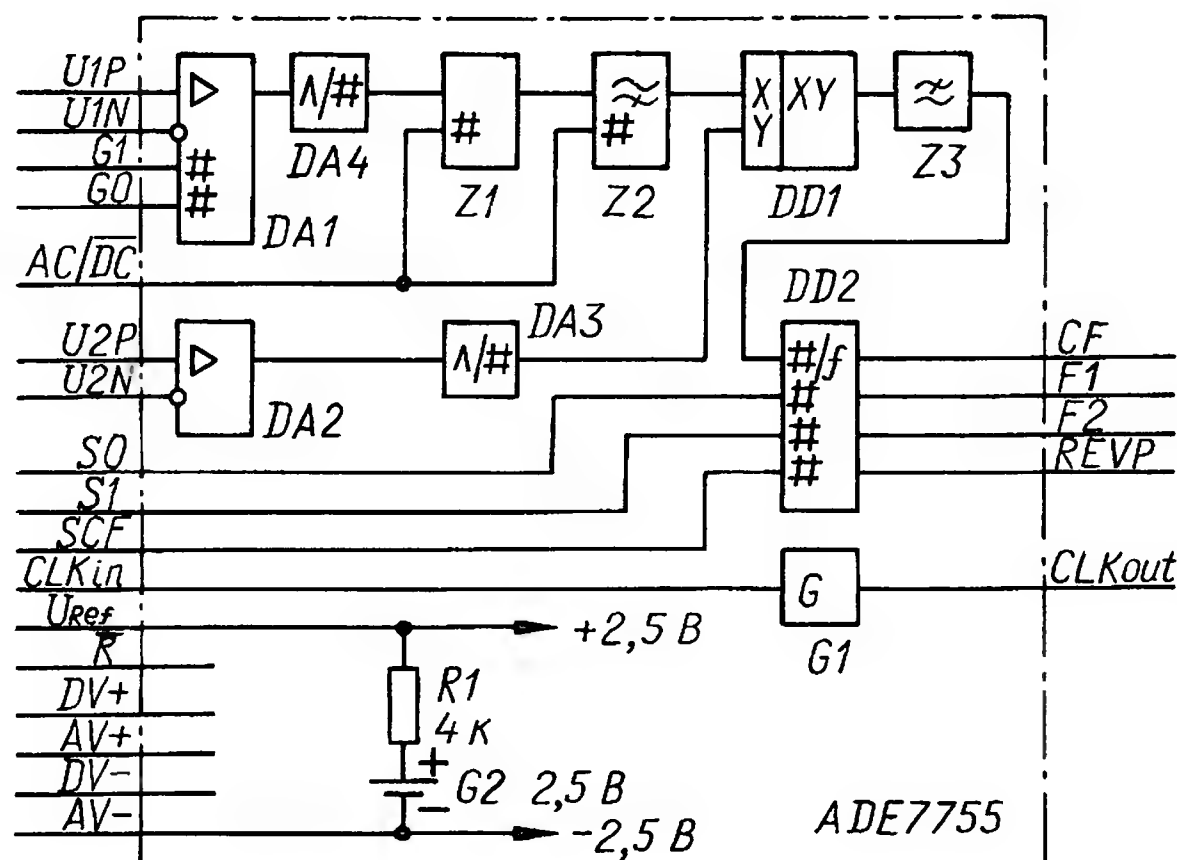 U1P
U1N
G1
G0
▷
#
#
DA1
Λ/#
DA4
#
Z1
≈
#
Z2
X
Y
XY
DD1
≈
Z3
AC/D̅C̅
U2P
U2N
▷
DA2
Λ/#
DA3
DD2
#/f
#
#
#
CF
F1
F2
REVP
S0
S1
SCF
CLKin
G
G1
CLKout
URef
+2,5 В
R̅
DV+
AV+
DV-
AV-
R1
4 к
+
-
G2 2,5 В
-2,5 В
ADE7755